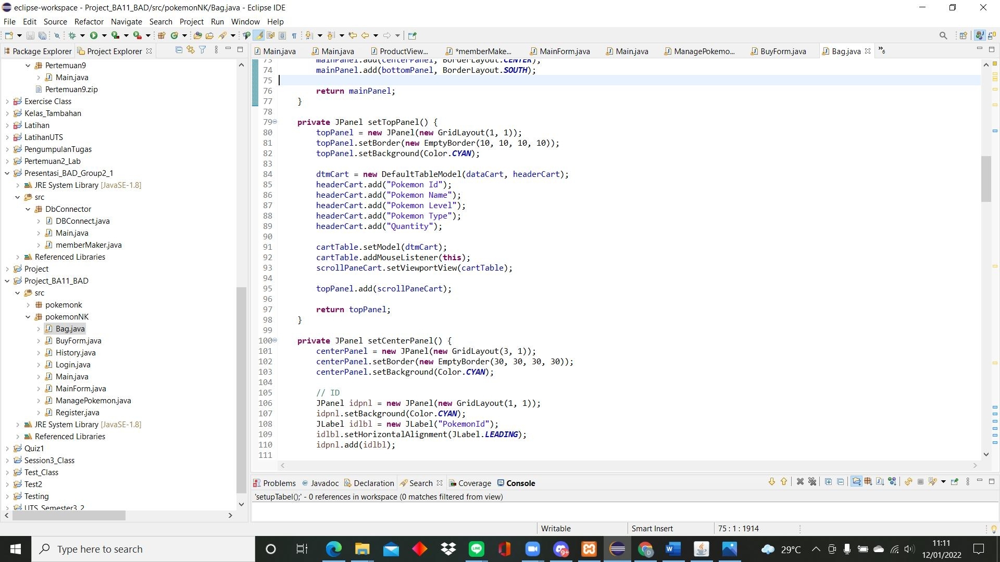 eclipse-workspace - Project_BA11_BAD/src/pokemonNK/Bag.java - Eclipse IDE
File Edit Source Refactor Navigate Search Project Run Window Help
Package Explorer Project Explorer
Main.java Main.java ProductView... *memberMake... MainForm.java Main.java ManagePokemo... BuyForm.java Bag.java »6
Pertemuan9
Main.java
Pertemuan9.zip
Exercise Class
Kelas_Tambahan
Latihan
LatihanUTS
PengumpulanTugas
Pertemuan2_Lab
Presentasi_BAD_Group2_1
JRE System Library [JavaSE-1.8]
src
DbConnector
DBConnect.java
Main.java
memberMaker.java
Referenced Libraries
Project
Project_BA11_BAD
src
pokemonk
pokemonNK
Bag.java
BuyForm.java
History.java
Login.java
Main.java
MainForm.java
ManagePokemon.java
Register.java
JRE System Library [JavaSE-1.8]
Referenced Libraries
Quiz1
Session3_Class
Test_Class
Test2
Testing
UTS_Semester3_2
73 mainPanel.add(centerPanel, BorderLayout.CENTER);
74 mainPanel.add(bottomPanel, BorderLayout.SOUTH);
75
76 return mainPanel;
77 }
78
79 private JPanel setTopPanel() {
80 topPanel = new JPanel(new GridLayout(1, 1));
81 topPanel.setBorder(new EmptyBorder(10, 10, 10, 10));
82 topPanel.setBackground(Color.CYAN);
83
84 dtmCart = new DefaultTableModel(dataCart, headerCart);
85 headerCart.add("Pokemon Id");
86 headerCart.add("Pokemon Name");
87 headerCart.add("Pokemon Level");
88 headerCart.add("Pokemon Type");
89 headerCart.add("Quantity");
90
91 cartTable.setModel(dtmCart);
92 cartTable.addMouseListener(this);
93 scrollPaneCart.setViewportView(cartTable);
94
95 topPanel.add(scrollPaneCart);
96
97 return topPanel;
98 }
99
100 private JPanel setCenterPanel() {
101 centerPanel = new JPanel(new GridLayout(3, 1));
102 centerPanel.setBorder(new EmptyBorder(30, 30, 30, 30));
103 centerPanel.setBackground(Color.CYAN);
104
105 // ID
106 JPanel idpnl = new JPanel(new GridLayout(1, 1));
107 idpnl.setBackground(Color.CYAN);
108 JLabel idlbl = new JLabel("PokemonId");
109 idlbl.setHorizontalAlignment(JLabel.LEADING);
110 idpnl.add(idlbl);
111
Problems @ Javadoc Declaration Search Coverage Console
'setupTabel();' - 0 references in workspace (0 matches filtered from view)
Writable Smart Insert 75 : 1 : 1914
Type here to search
LINE
9+
D
29°C
11:11
12/01/2022